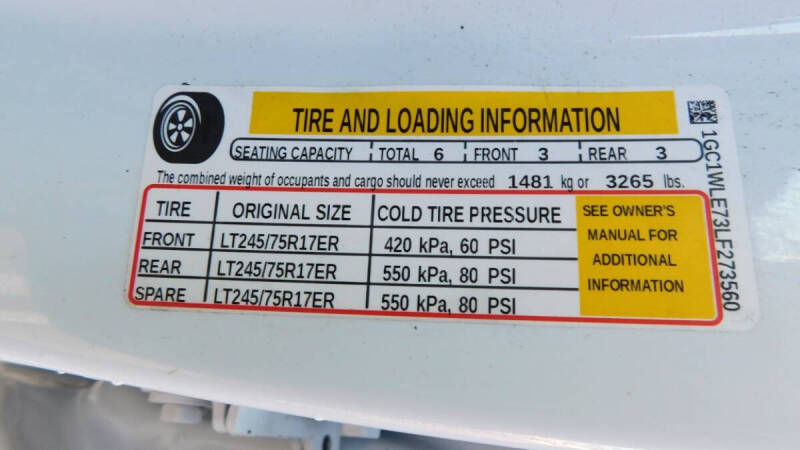 TIRE AND LOADING INFORMATION
SEATING CAPACITY TOTAL 6 FRONT 3 REAR 3
The combined weight of occupants and cargo should never exceed 1481 kg or 3265 lbs.
TIRE ORIGINAL SIZE COLD TIRE PRESSURE
FRONT LT245/75R17ER 420 kPa, 60 PSI
REAR LT245/75R17ER 550 kPa, 80 PSI
SPARE LT245/75R17ER 550 kPa, 80 PSI
SEE OWNER'S
MANUAL FOR
ADDITIONAL
INFORMATION
1GC1WLE73LF273560